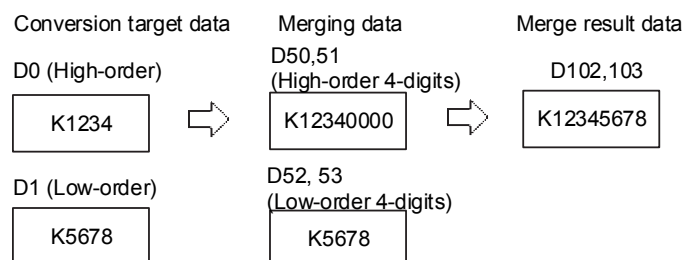 Conversion target data
Merging data
Merge result data
D0 (High-order)
D50,51
(High-order 4-digits)
D102,103
K1234
K12340000
K12345678
D1 (Low-order)
D52, 53
(Low-order 4-digits)
K5678
K5678